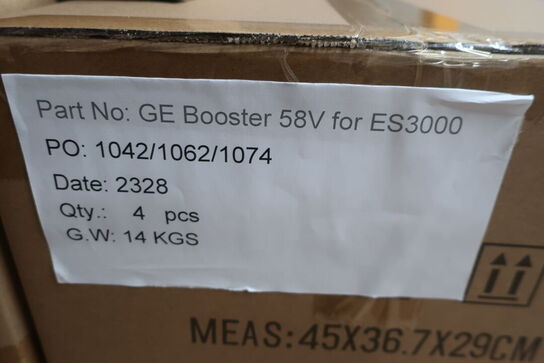 Part No: GE Booster 58V for ES3000
PO: 1042/1062/1074
Date: 2328
Qty.: 4 pcs
G.W: 14 KGS
MEAS:45X36.7X29CM